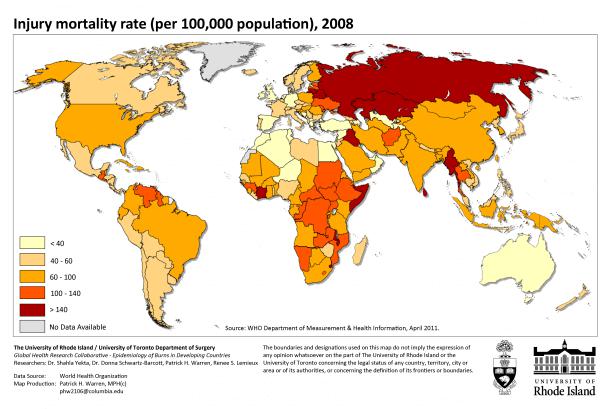 Injury mortality rate (per 100,000 population), 2008
< 40
40 - 60
60 - 100
100 - 140
> 140
No Data Available
Source: WHO Department of Measurement & Health Information, April 2011.
The University of Rhode Island / University of Toronto Department of Surgery
Global Health Research Collaborative - Epidemiology of Burns in Developing Countries
Researchers: Dr. Shahla Yekta, Dr. Donna Schwartz-Barcott, Patrick H. Warren, Renee S. Lemieux
Data Source: World Health Organization
Map Production: Patrick H. Warren, MPH(c)
phw2106@columbia.edu
The boundaries and designations used on this map do not imply the expression of
any opinion whatsoever on the part of The University of Rhode Island or the
University of Toronto concerning the legal status of any country, territory, city or
area or of its authorities, or concerning the definition of its frontiers or boundaries.
UNIVERSITY OF
Rhode Island